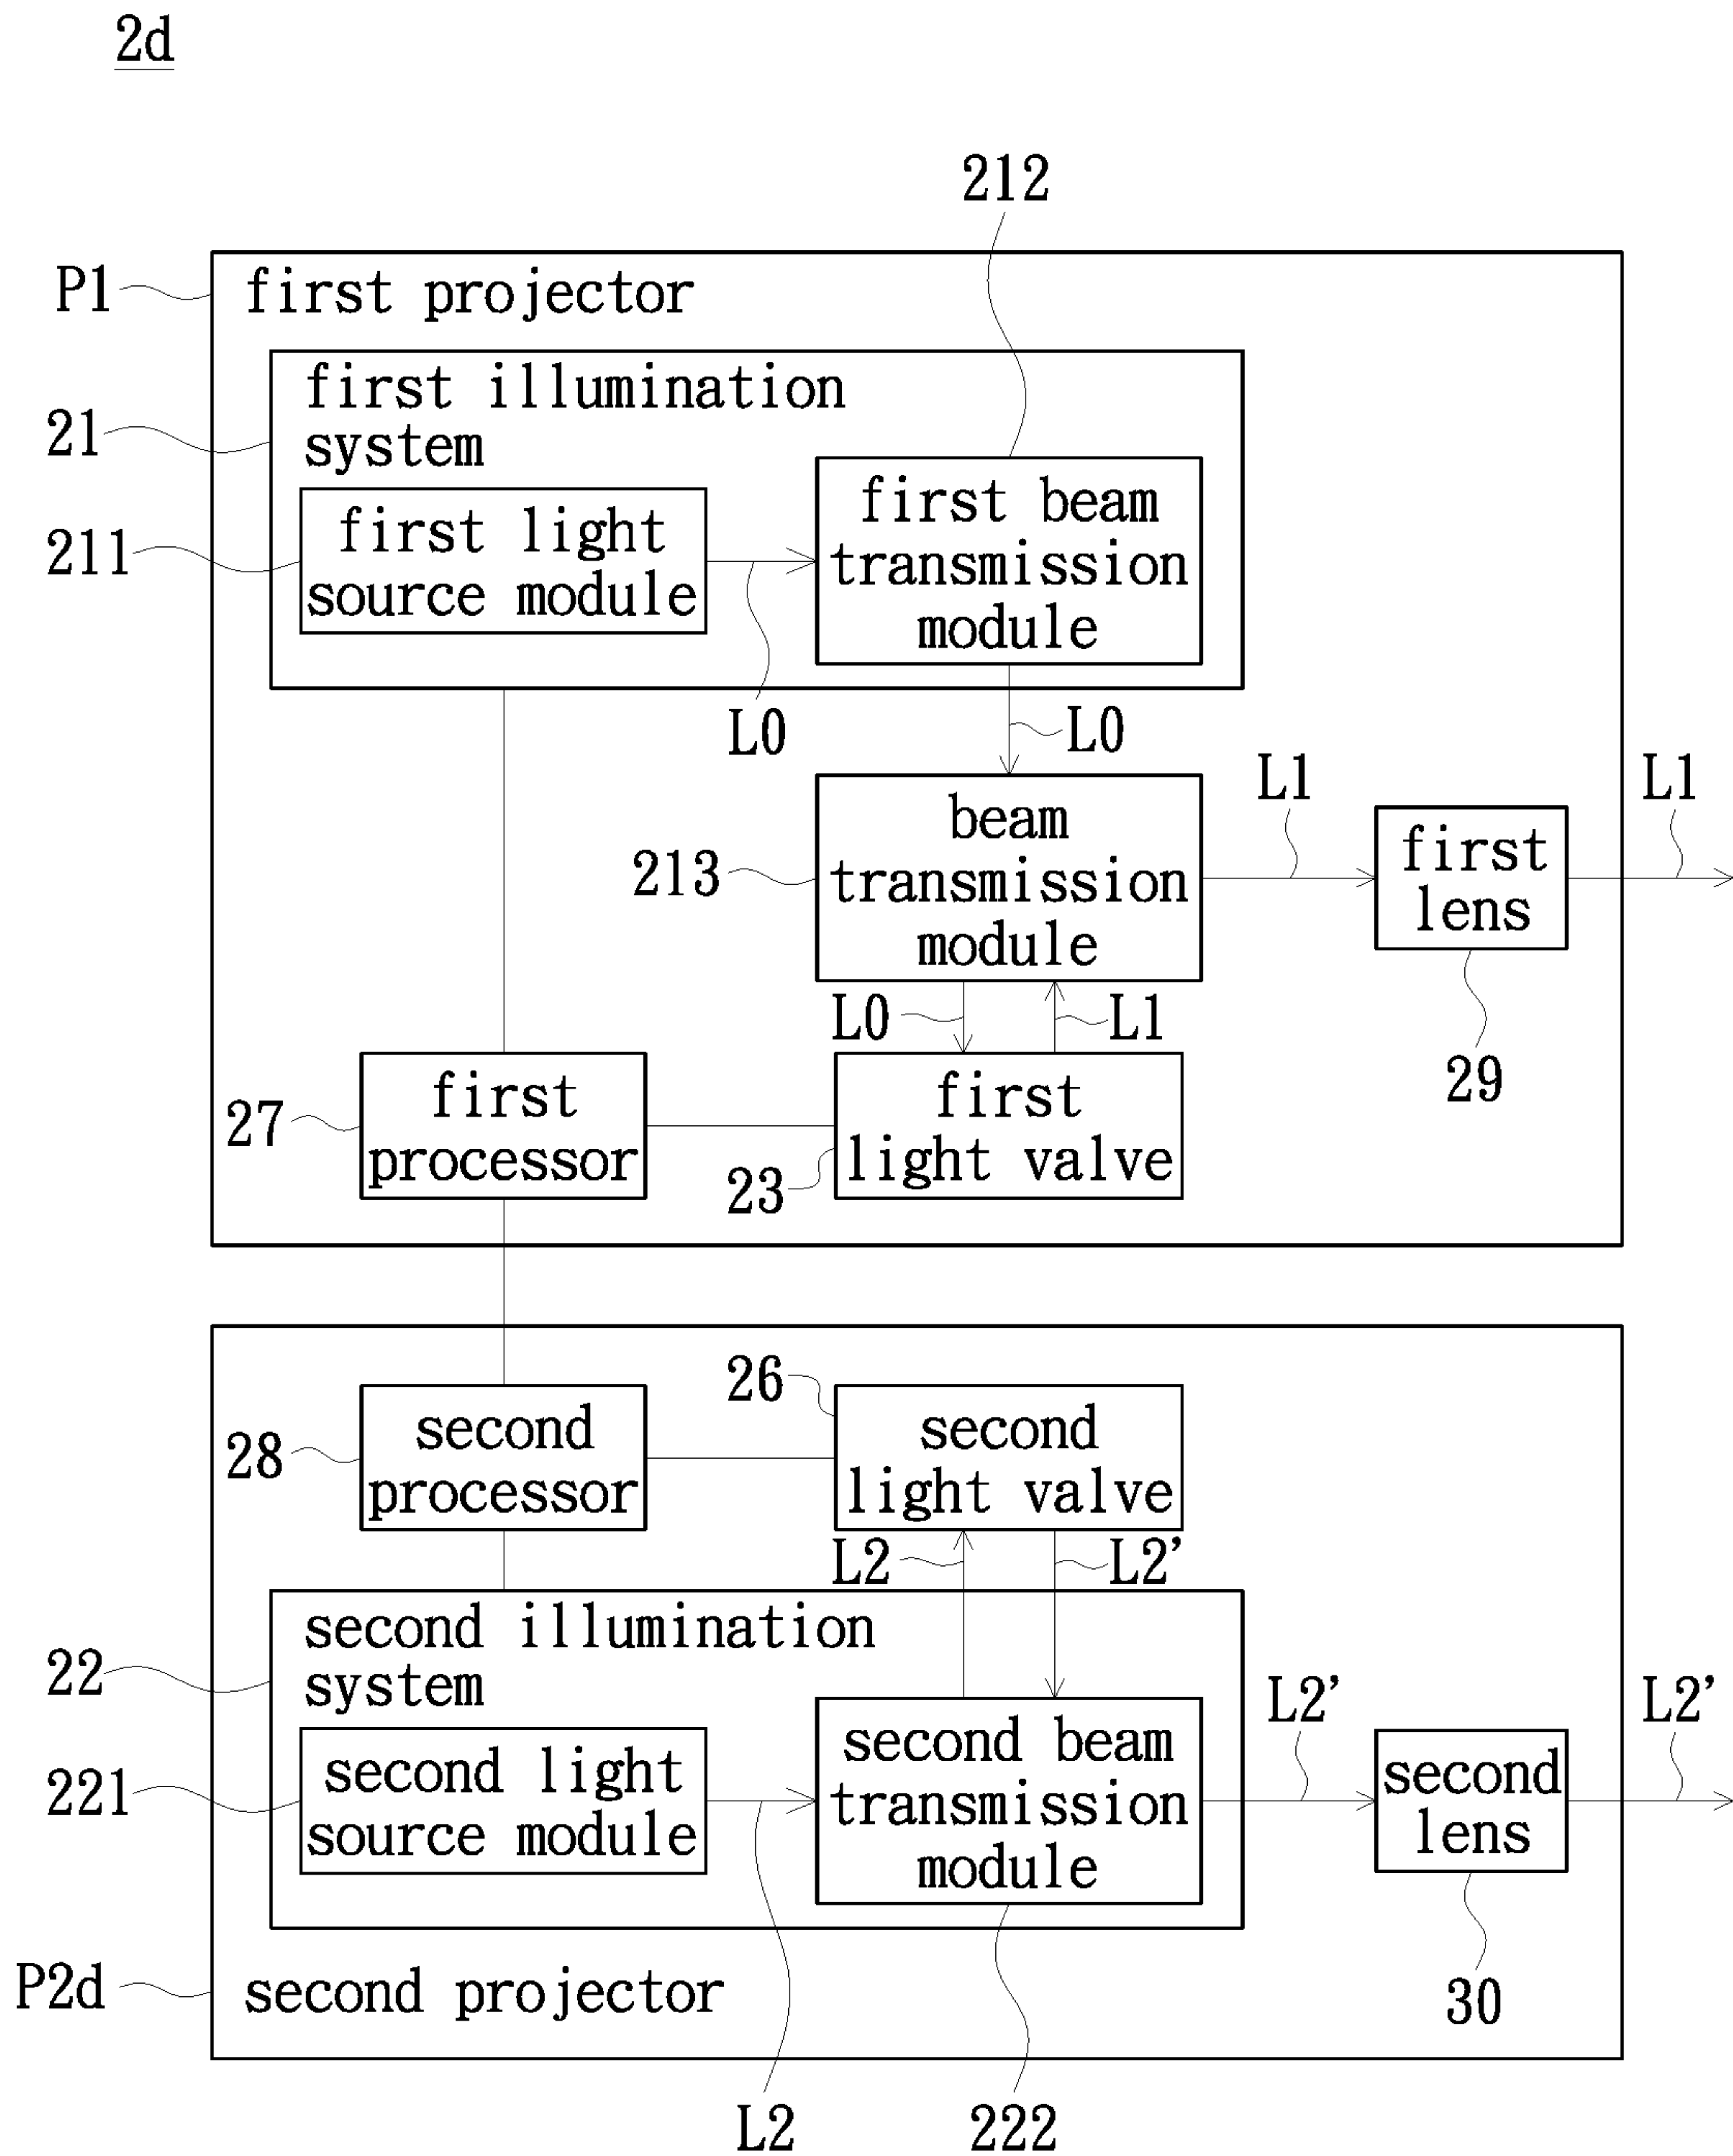 2d
212
P1
first projector
first illumination
system
21
first beam
transmission
module
211
first light
source module
L0
L0
L1
L1
beam
transmission
module
213
first
lens
L0
L1
29
27
first
processor
23
first
light valve
26
28
second
processor
second
light valve
L2
L2'
second illumination
system
22
L2'
L2'
second beam
transmission
module
221
second light
source module
second
lens
P2d
second projector
30
L2
222